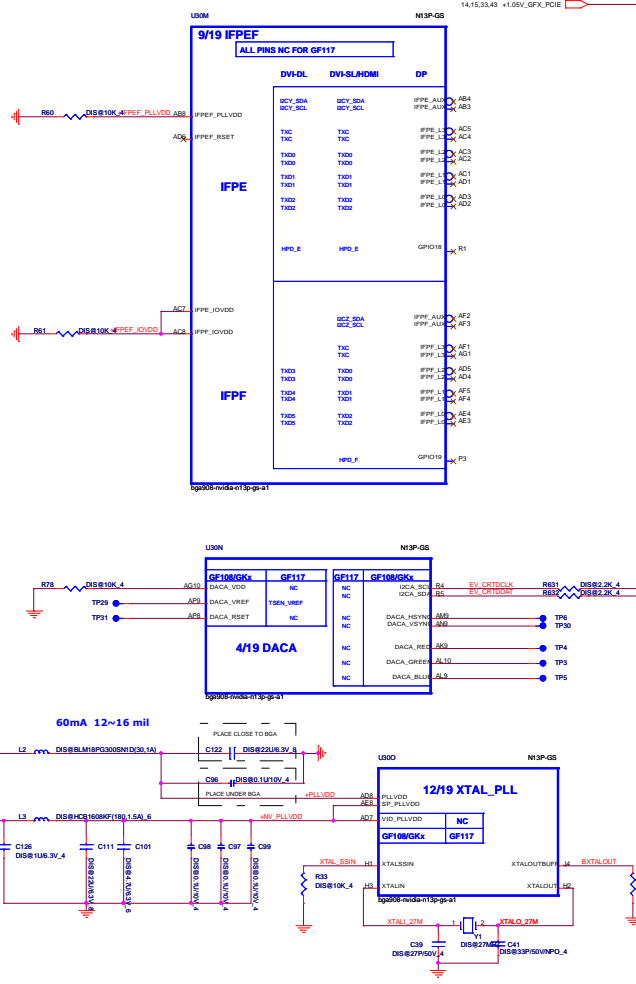 14,15,33,43 +1.05V_GFX_PCIE
U30M N13P-GS
9/19 IFPEF
ALL PINS NC FOR GF117
DVI-DL DVI-SL/HDMI DP
I2CY_SDA I2CY_SDA IFPE_AUX AB4
I2CY_SCL I2CY_SCL IFPE_AUX AB3
R60 DIS@10K_4 +IFPEF_PLLVDD AB8 IFPEF_PLLVDD
TXC TXC IFPE_L3 AC5
TXC TXC IFPE_L3 AC4
AD6 IFPEF_RSET
TXD0 TXD0 IFPE_L2 AC3
TXD0 TXD0 IFPE_L2 AC2
TXD1 TXD1 IFPE_L1 AC1
TXD1 TXD1 IFPE_L1 AD1
IFPE
TXD2 TXD2 IFPE_L0 AD3
TXD2 TXD2 IFPE_L0 AD2
HPD_E HPD_E GPIO18 R1
AC7 IFPE_IOVDD
I2CZ_SDA IFPF_AUX AF2
I2CZ_SCL IFPF_AUX AF3
R61 DIS@10K_4 +IFPEF_IOVDD AC8 IFPF_IOVDD
TXC IFPF_L3 AF1
TXC IFPF_L3 AG1
TXD3 TXD0 IFPF_L2 AD5
TXD3 TXD0 IFPF_L2 AD4
IFPF
TXD4 TXD1 IFPF_L1 AF5
TXD4 TXD1 IFPF_L1 AF4
TXD5 TXD2 IFPF_L0 AE4
TXD5 TXD2 IFPF_L0 AE3
HPD_F GPIO19 P3
bga908-nvidia-n13p-gs-a1
U30N N13P-GS
GF108/GKx GF117 GF117 GF108/GKx
R78 DIS@10K_4 AG10 DACA_VDD NC NC I2CA_SCL R4 EV_CRTDCLK R631 DIS@2.2K_4
NC I2CA_SDA R5 EV_CRTDDAT R632 DIS@2.2K_4
TP29 AP9 DACA_VREF TSEN_VREF
TP31 AP8 DACA_RSET NC NC DACA_HSYNC AM9 TP6
NC DACA_VSYNC AN9 TP30
4/19 DACA
NC DACA_RED AK9 TP4
NC DACA_GREEN AL10 TP3
NC DACA_BLUE AL9 TP5
bga908-nvidia-n13p-gs-a1
60mA 12~16 mil
PLACE CLOSE TO BGA
L2 DIS@BLM18PG300SN1D(30,1A) C122 DIS@22U/6.3V_8
U30O N13P-GS
C96 DIS@0.1U/10V_4
PLACE UNDER BGA +PLLVDD AD8 PLLVDD
12/19 XTAL_PLL
AE8 SP_PLLVDD
L3 DIS@HCB1608KF(180,1.5A)_6 +NV_PLLVDD AD7 VID_PLLVDD NC
GF108/GKx GF117
C126 C111 C101 C98 C97 C99
DIS@1U/6.3V_4
DIS@22U/6.3V_8
DIS@4.7U/6.3V_6
DIS@0.1U/10V_4
DIS@0.1U/10V_4
DIS@0.1U/10V_4
XTAL_SSIN H1 XTALSSIN XTALOUTBUFF J4 BXTALOUT
R33
DIS@10K_4
H3 XTALIN XTALOUT H2
bga908-nvidia-n13p-gs-a1
XTALI_27M 1 2 XTALO_27M
Y1
C39 DIS@27MHZ C41
DIS@27P/50V_4 DIS@33P/50V/NPO_4